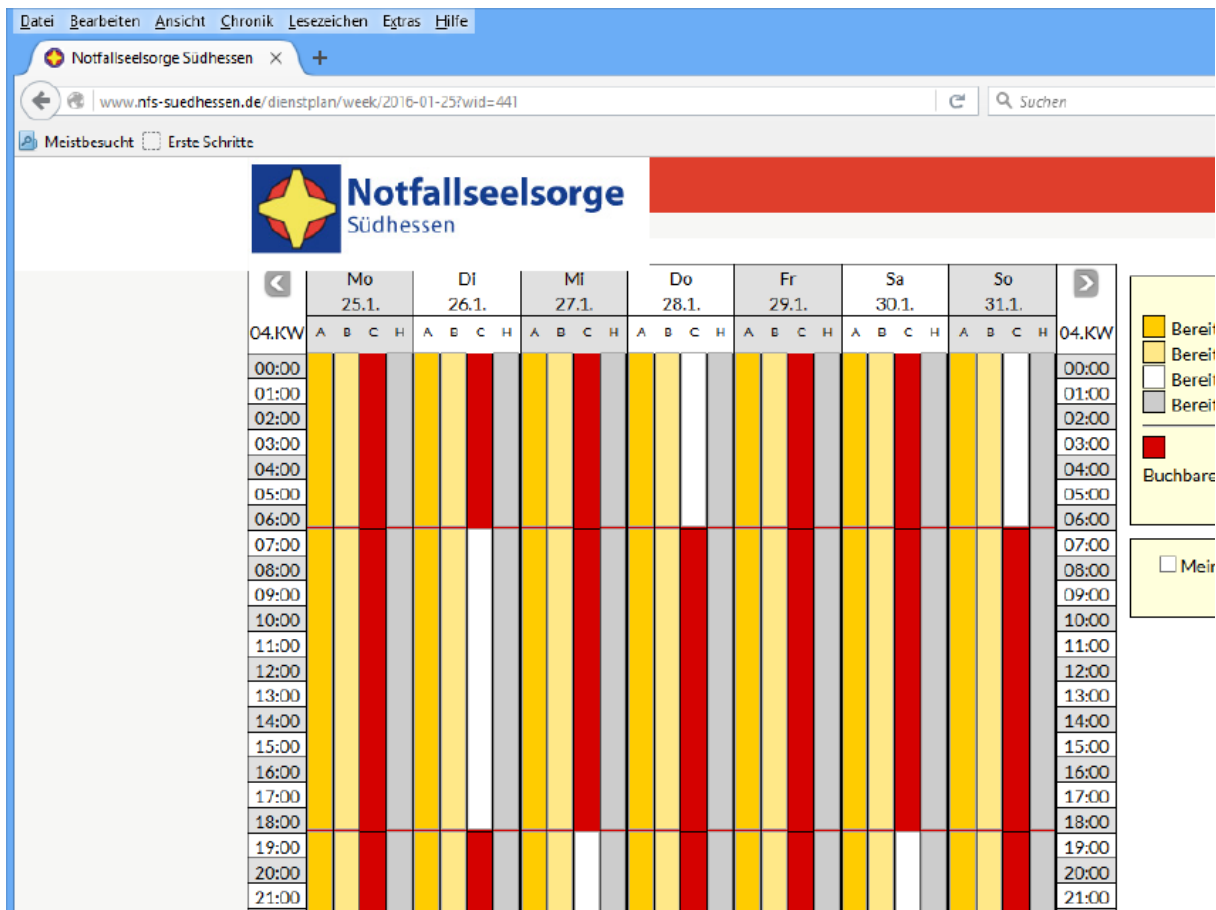 Datei Bearbeiten Ansicht Chronik Lesezeichen Extras Hilfe
Notfallseelsorge Südhessen × +
www.nfs-suedhessen.de/dienstplan/week/2016-01-25?wid=441 Suchen
Meistbesucht Erste Schritte
Notfallseelsorge
Südhessen
Mo Di Mi Do Fr Sa So
25.1. 26.1. 27.1. 28.1. 29.1. 30.1. 31.1.
04.KW A B C H A B C H A B C H A B C H A B C H A B C H A B C H 04.KW
00:00 00:00
01:00 01:00
02:00 02:00
03:00 03:00
04:00 04:00
05:00 05:00
06:00 06:00
07:00 07:00
08:00 08:00
09:00 09:00
10:00 10:00
11:00 11:00
12:00 12:00
13:00 13:00
14:00 14:00
15:00 15:00
16:00 16:00
17:00 17:00
18:00 18:00
19:00 19:00
20:00 20:00
21:00 21:00
Bereit
Bereit
Bereit
Bereit
Buchbare
Mein